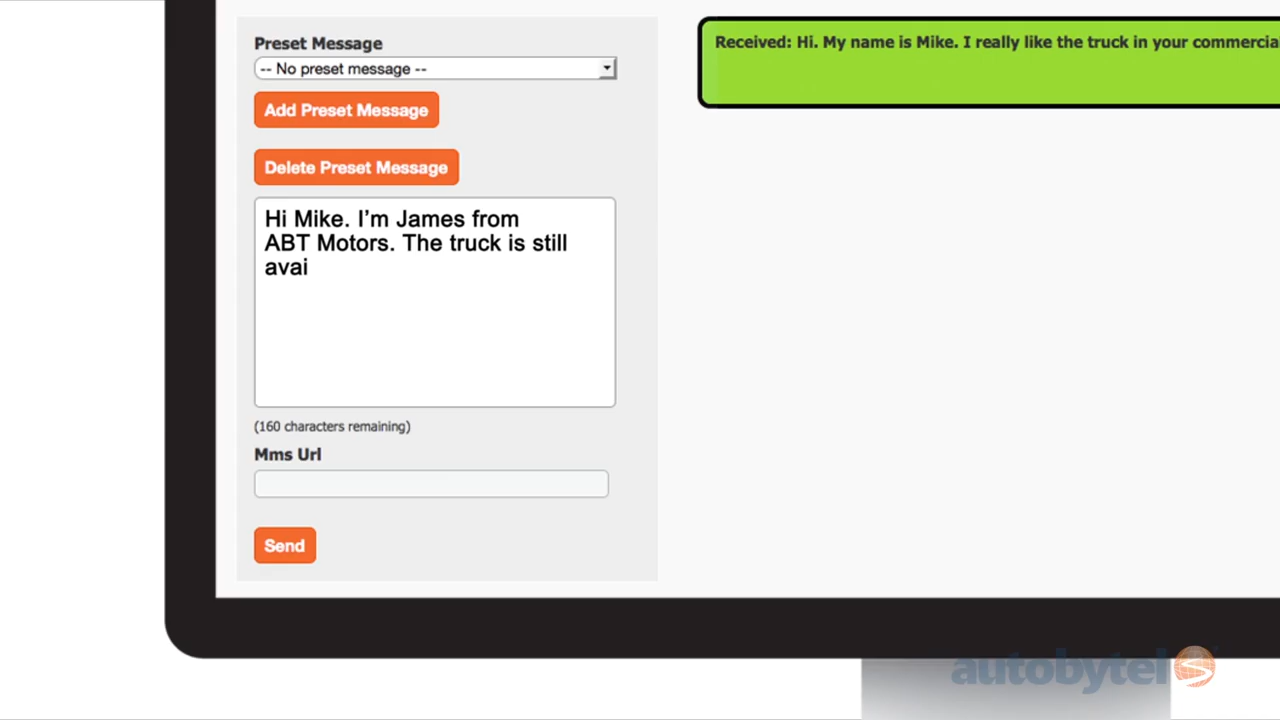 Preset Message
-- No preset message --
Add Preset Message
Delete Preset Message
Hi Mike. I'm James from
ABT Motors. The truck is still
avai
(160 characters remaining)
Mms Url
Send
Received: Hi. My name is Mike. I really like the truck in your commercia
autobytel